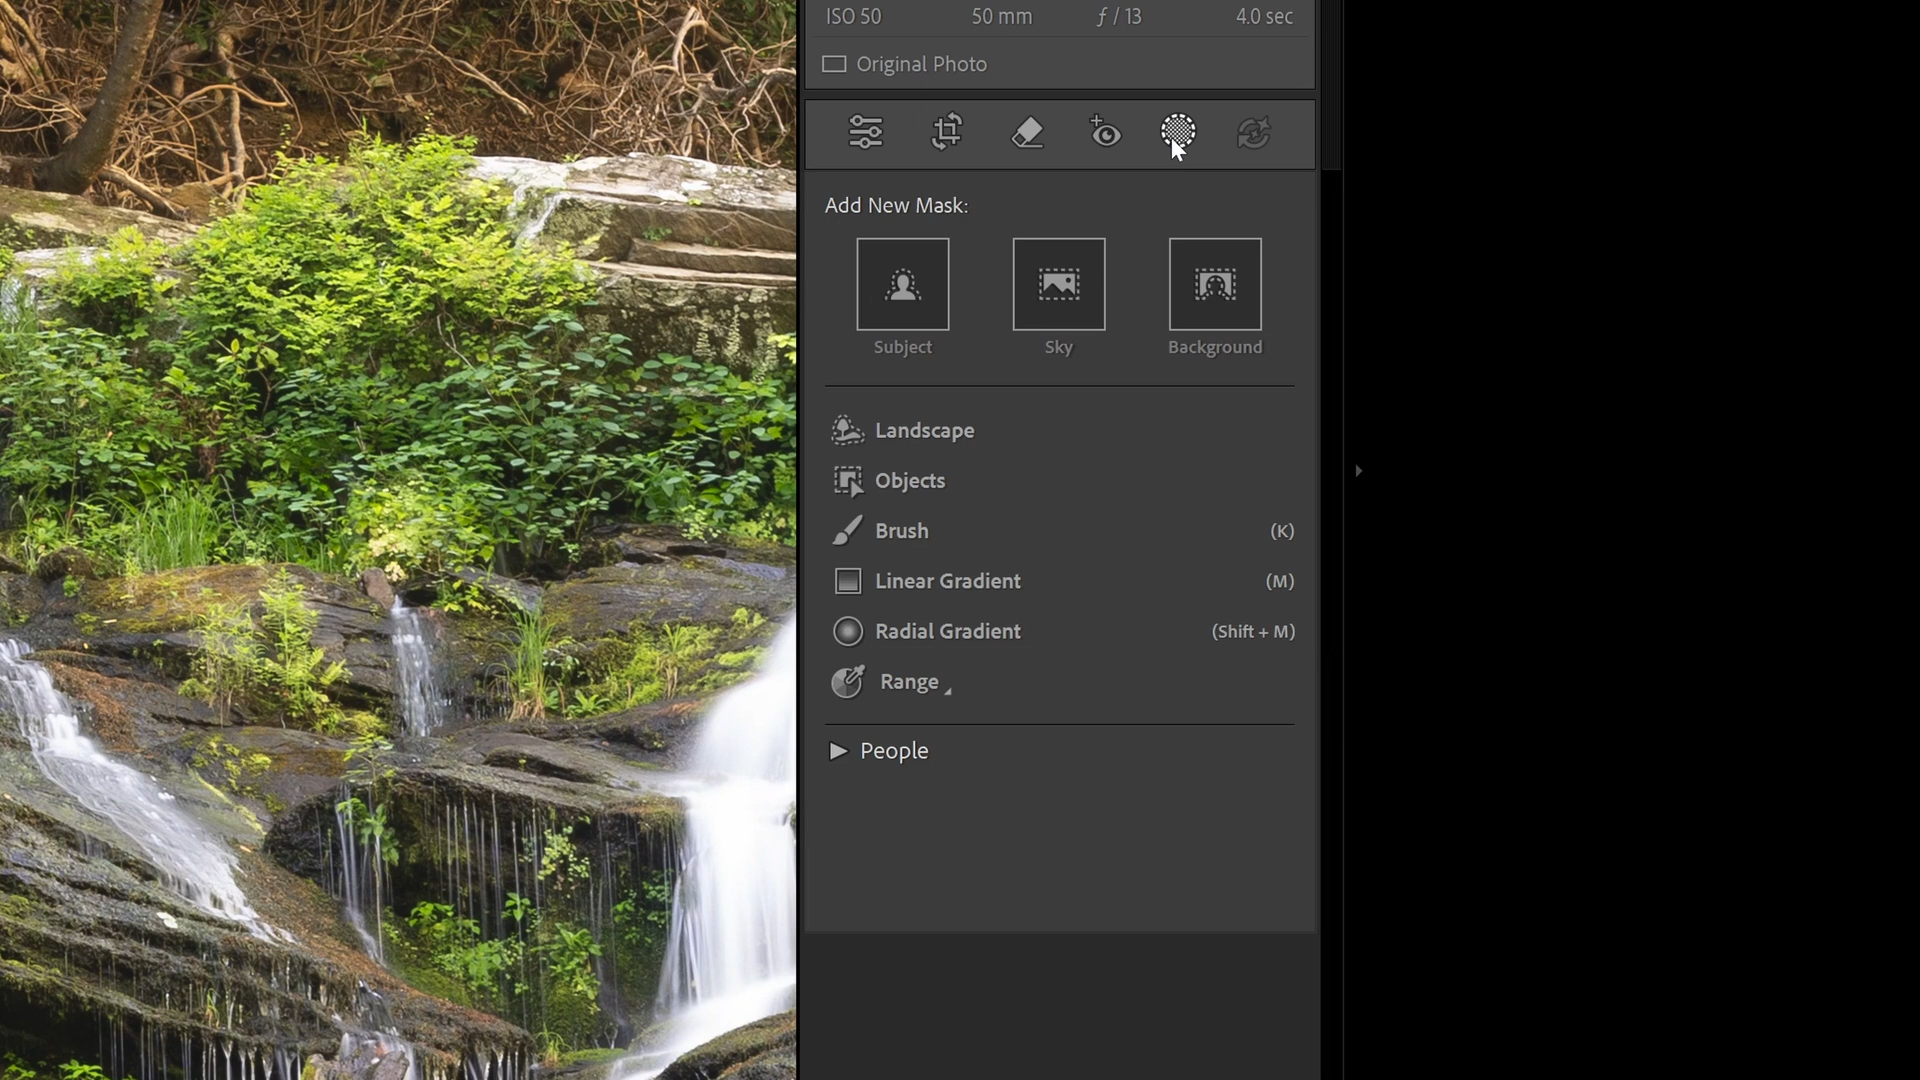 ISO 50 50 mm ƒ / 13 4.0 sec
Original Photo
Add New Mask:
Subject Sky Background
Landscape
Objects
Brush (K)
Linear Gradient (M)
Radial Gradient (Shift + M)
Range
People